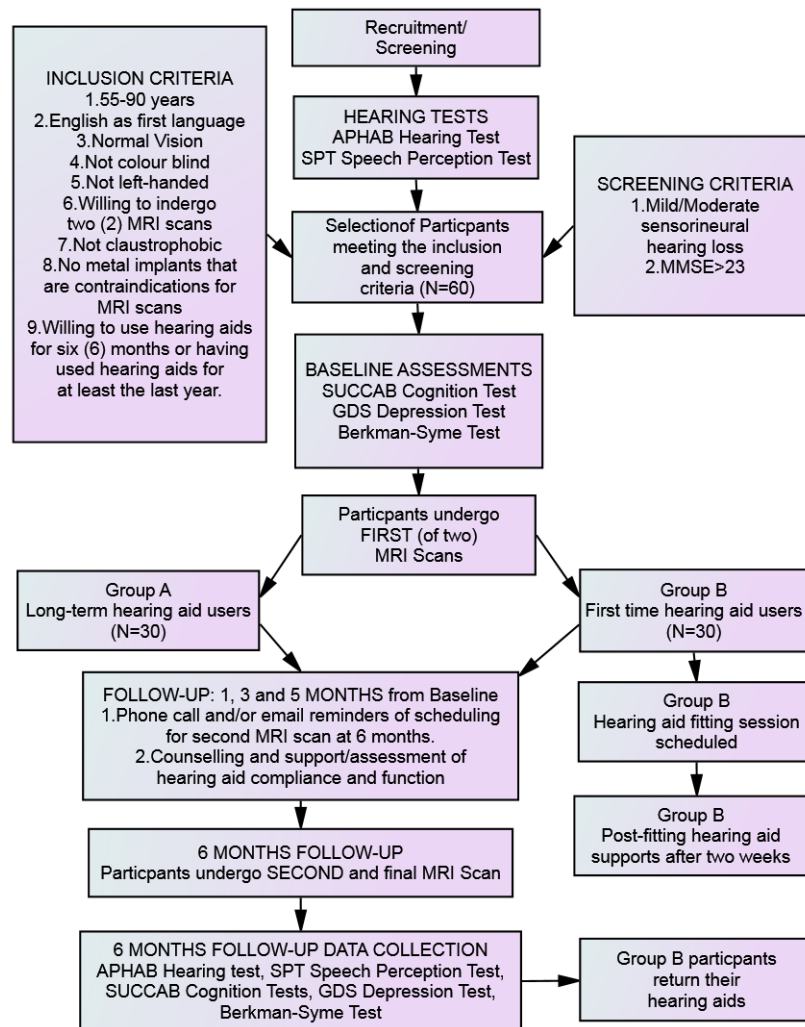 Recruitment/
Screening
INCLUSION CRITERIA
1.55-90 years
2.English as first language
3.Normal Vision
4.Not colour blind
5.Not left-handed
6.Willing to indergo
two (2) MRI scans
7.Not claustrophobic
8.No metal implants that
are contraindications for
MRI scans
9.Willing to use hearing aids
for six (6) months or having
used hearing aids for
at least the last year.
HEARING TESTS
APHAB Hearing Test
SPT Speech Perception Test
SCREENING CRITERIA
1.Mild/Moderate
sensorineural
hearing loss
2.MMSE>23
Selectionof Particpants
meeting the inclusion
and screening
criteria (N=60)
BASELINE ASSESSMENTS
SUCCAB Cognition Test
GDS Depression Test
Berkman-Syme Test
Particpants undergo
FIRST (of two)
MRI Scans
Group A
Long-term hearing aid users
(N=30)
Group B
First time hearing aid users
(N=30)
FOLLOW-UP: 1, 3 and 5 MONTHS from Baseline
1.Phone call and/or email reminders of scheduling
for second MRI scan at 6 months.
2.Counselling and support/assessment of
hearing aid compliance and function
Group B
Hearing aid fitting session
scheduled
Group B
Post-fitting hearing aid
supports after two weeks
6 MONTHS FOLLOW-UP
Particpants undergo SECOND and final MRI Scan
6 MONTHS FOLLOW-UP DATA COLLECTION
APHAB Hearing test, SPT Speech Perception Test,
SUCCAB Cognition Tests, GDS Depression Test,
Berkman-Syme Test
Group B particpants
return their
hearing aids